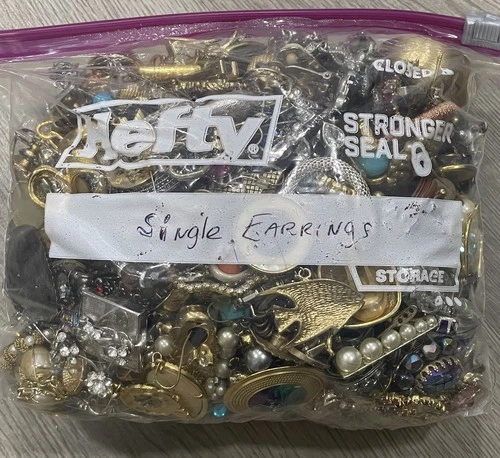 CLOSED
Hefty®
STRONGER
SEAL
Single EARRINGS
STORAGE